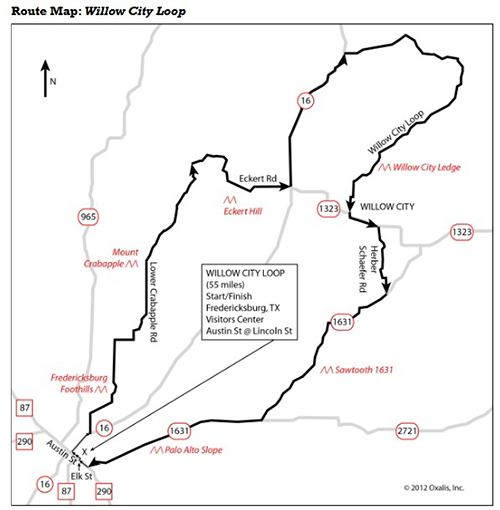 Route Map: Willow City Loop
N
16
Willow City Loop
Willow City Ledge
Eckert Rd
Eckert Hill
1323
WILLOW CITY
965
1323
Mount
Crabapple
Lower Crabapple Rd
Herber
Schaefer Rd
WILLOW CITY LOOP
(55 miles)
Start/Finish
Fredericksburg, TX
Visitors Center
Austin St @ Lincoln St
1631
Sawtooth 1631
Fredericksburg
Foothills
87
16
290
1631
2721
Austin St
X
Palo Alto Slope
Elk St
16
87
290
© 2012 Oxalis, Inc.